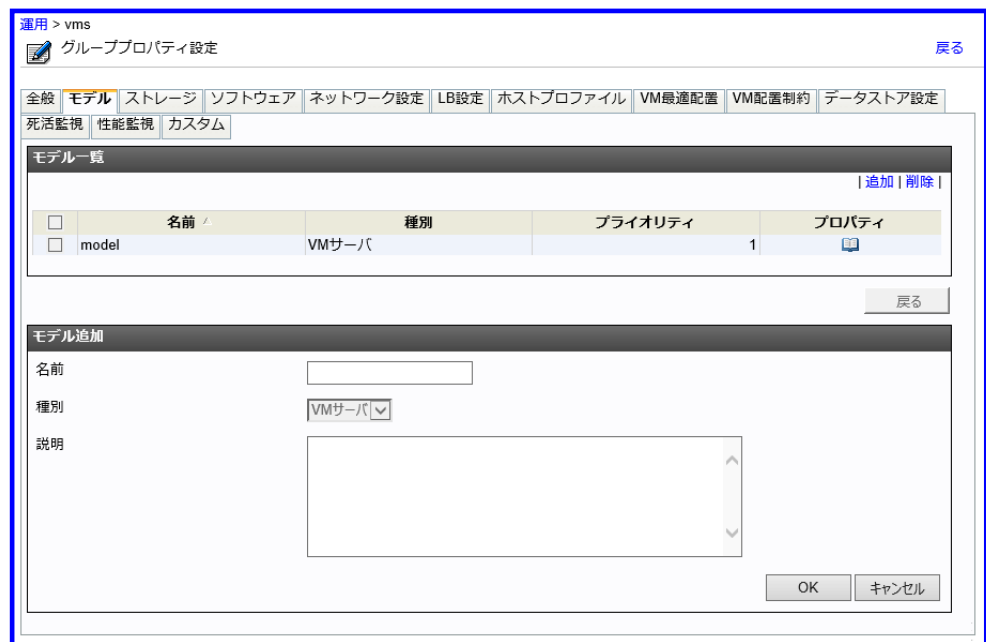 運用 > vms
グループプロパティ設定 戻る
全般 モデル ストレージ ソフトウェア ネットワーク設定 LB設定 ホストプロファイル VM最適配置 VM配置制約 データストア設定
死活監視 性能監視 カスタム
モデル一覧
| 追加 | 削除 |
名前 種別 プライオリティ プロパティ
model VMサーバ 1
戻る
モデル追加
名前
種別 VMサーバ
説明
OK キャンセル